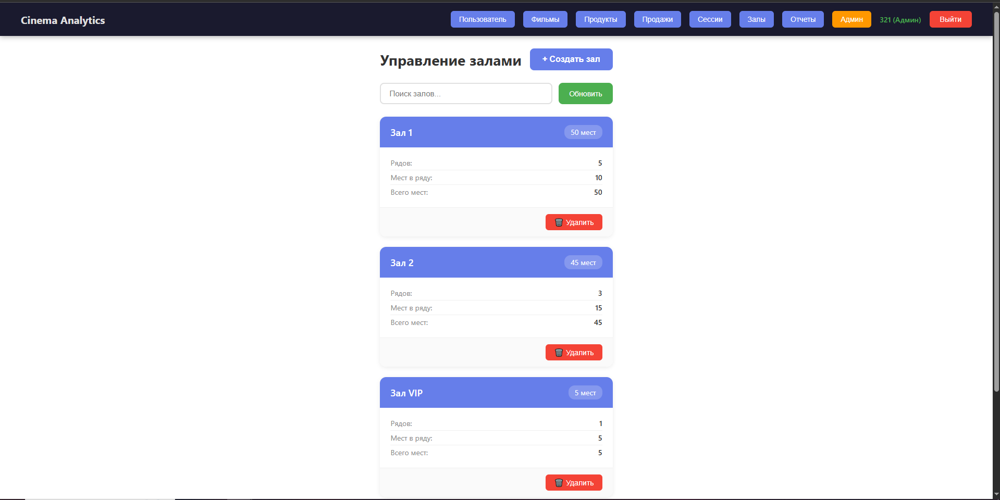 Cinema Analytics
Пользователь Фильмы Продукты Продажи Сессии Залы Отчеты Админ 321 (Админ) Выйти
Управление залами + Создать зал
Поиск залов... Обновить
Зал 1 50 мест
Рядов: 5
Мест в ряду: 10
Всего мест: 50
Удалить
Зал 2 45 мест
Рядов: 3
Мест в ряду: 15
Всего мест: 45
Удалить
Зал VIP 5 мест
Рядов: 1
Мест в ряду: 5
Всего мест: 5
Удалить